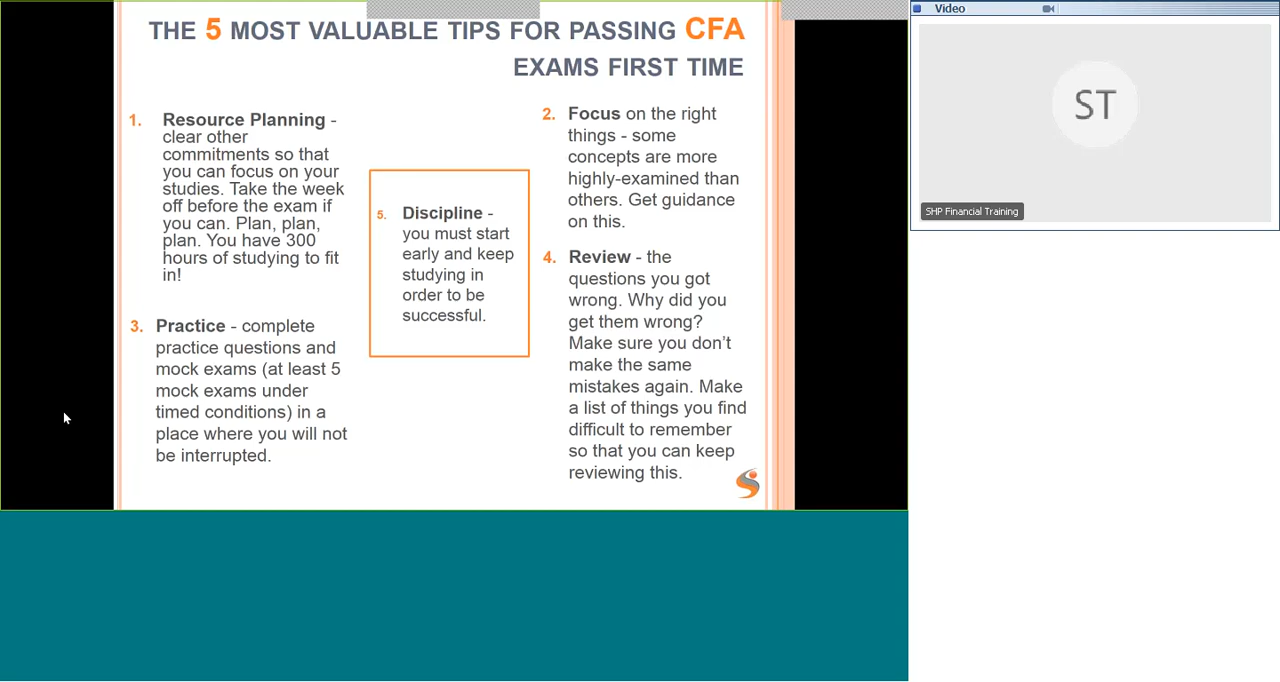 THE 5 MOST VALUABLE TIPS FOR PASSING CFA
EXAMS FIRST TIME
1. Resource Planning -
clear other
commitments so that
you can focus on your
studies. Take the week
off before the exam if
you can. Plan, plan,
plan. You have 300
hours of studying to fit
in!
2. Focus on the right
things - some
concepts are more
highly-examined than
others. Get guidance
on this.
3. Practice - complete
practice questions and
mock exams (at least 5
mock exams under
timed conditions) in a
place where you will not
be interrupted.
4. Review - the
questions you got
wrong. Why did you
get them wrong?
Make sure you don't
make the same
mistakes again. Make
a list of things you find
difficult to remember
so that you can keep
reviewing this.
5. Discipline -
you must start
early and keep
studying in
order to be
successful.
Video
ST
SHP Financial Training